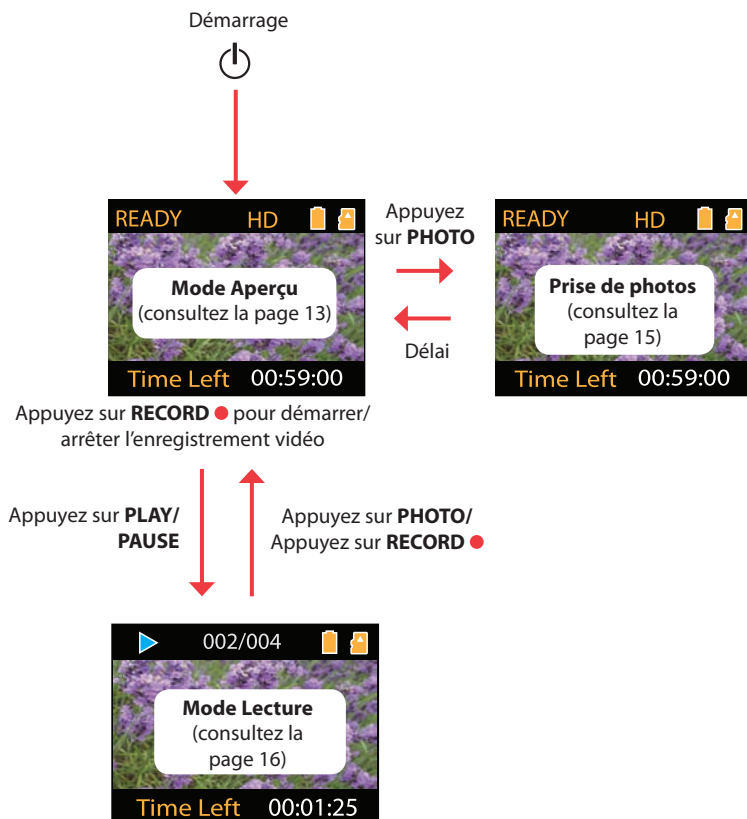 Démarrage
READY HD
Mode Aperçu
(consultez la page 13)
Time Left 00:59:00
Appuyez
sur PHOTO
Délai
READY HD
Prise de photos
(consultez la
page 15)
Time Left 00:59:00
Appuyez sur RECORD ● pour démarrer/
arrêter l’enregistrement vidéo
Appuyez sur PLAY/
PAUSE
Appuyez sur PHOTO/
Appuyez sur RECORD ●
002/004
Mode Lecture
(consultez la
page 16)
Time Left 00:01:25